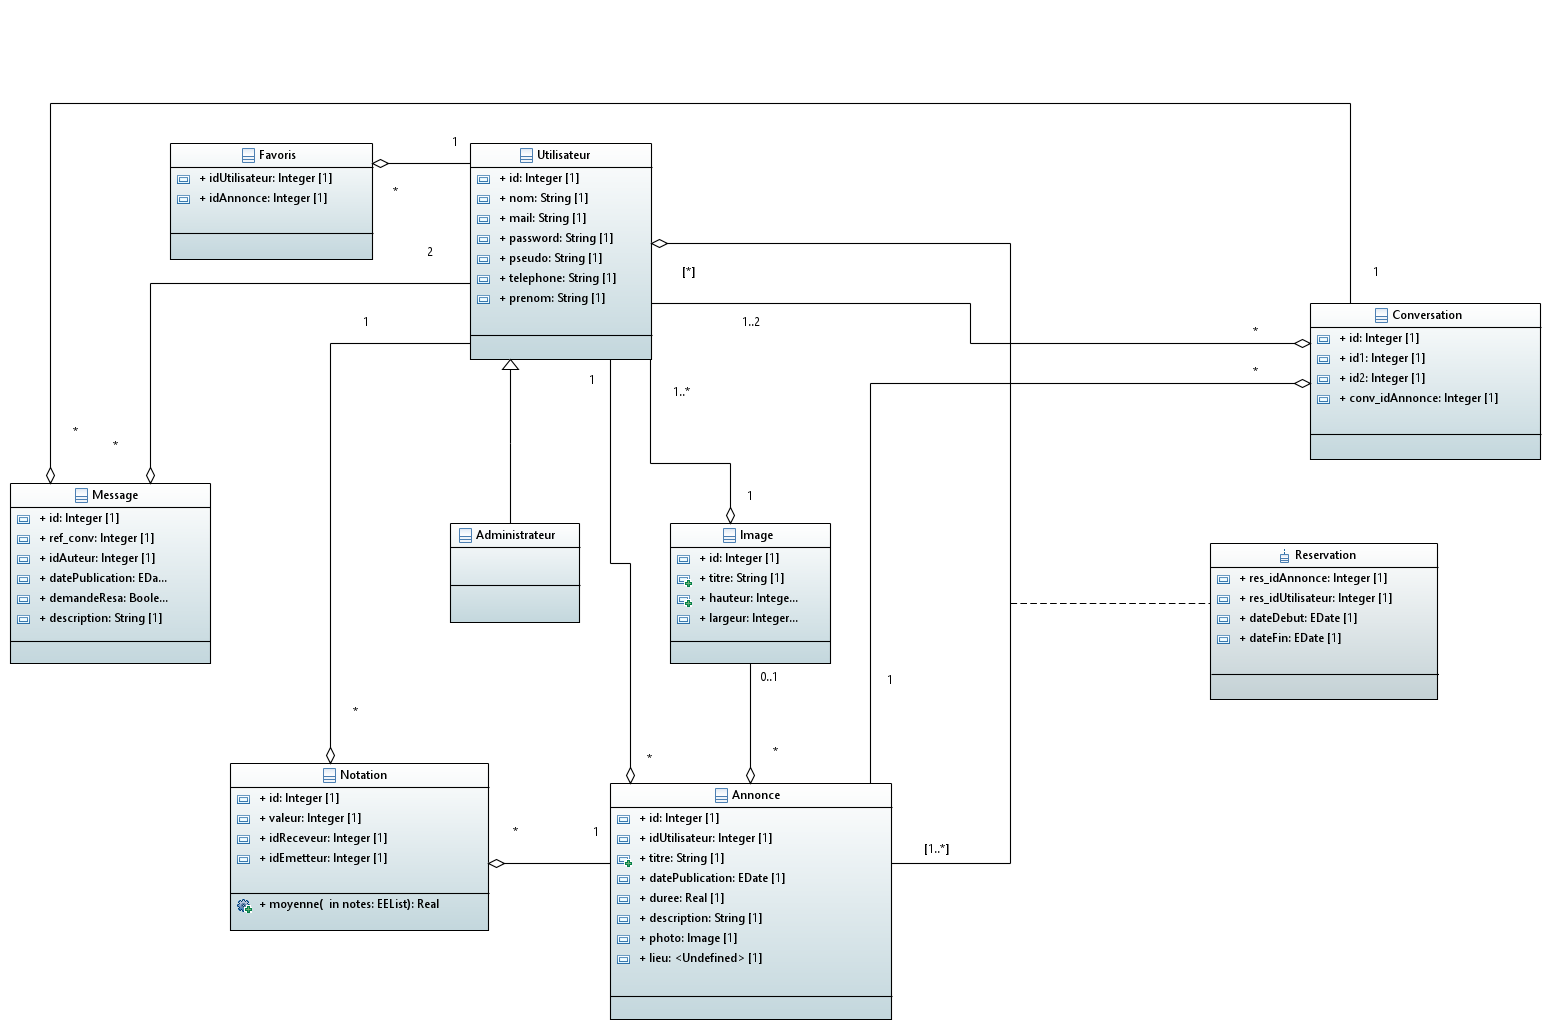 Favoris
+ idUtilisateur: Integer [1]
+ idAnnonce: Integer [1]
1
*
Utilisateur
+ id: Integer [1]
+ nom: String [1]
+ mail: String [1]
+ password: String [1]
+ pseudo: String [1]
+ telephone: String [1]
+ prenom: String [1]
2
1
[*]
1..2
1
*
*
Conversation
+ id: Integer [1]
+ id1: Integer [1]
+ id2: Integer [1]
+ conv_idAnnonce: Integer [1]
1
1..*
*
*
Message
+ id: Integer [1]
+ ref_conv: Integer [1]
+ idAuteur: Integer [1]
+ datePublication: EDa...
+ demandeResa: Boole...
+ description: String [1]
Administrateur
1
Image
+ id: Integer [1]
+ titre: String [1]
+ hauteur: Intege...
+ largeur: Integer...
Reservation
+ res_idAnnonce: Integer [1]
+ res_idUtilisateur: Integer [1]
+ dateDebut: EDate [1]
+ dateFin: EDate [1]
0..1
1
*
*
*
Notation
+ id: Integer [1]
+ valeur: Integer [1]
+ idReceveur: Integer [1]
+ idEmetteur: Integer [1]
+ moyenne(  in notes: EEList): Real
*
1
Annonce
+ id: Integer [1]
+ idUtilisateur: Integer [1]
+ titre: String [1]
+ datePublication: EDate [1]
+ duree: Real [1]
+ description: String [1]
+ photo: Image [1]
+ lieu: <Undefined> [1]
[1..*]